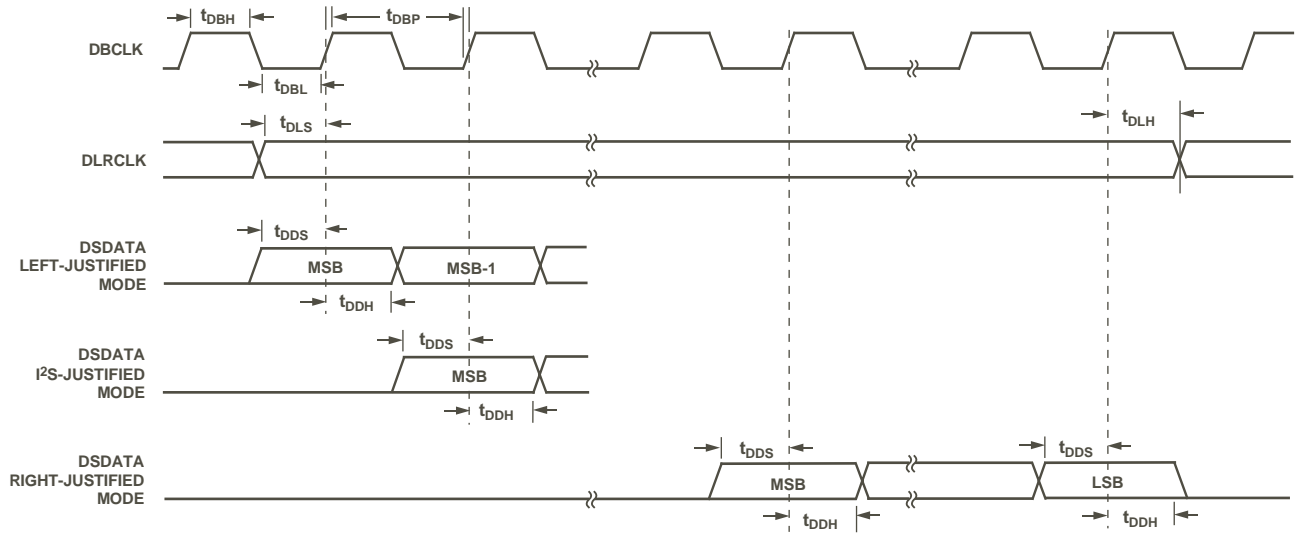 tDBH
tDBP
DBCLK
tDBL
tDLS
tDLH
DLRCLK
tDDS
DSDATA
LEFT-JUSTIFIED
MODE
MSB
MSB-1
tDDH
DSDATA
I²S-JUSTIFIED
MODE
tDDS
MSB
tDDH
DSDATA
RIGHT-JUSTIFIED
MODE
tDDS
tDDS
MSB
LSB
tDDH
tDDH